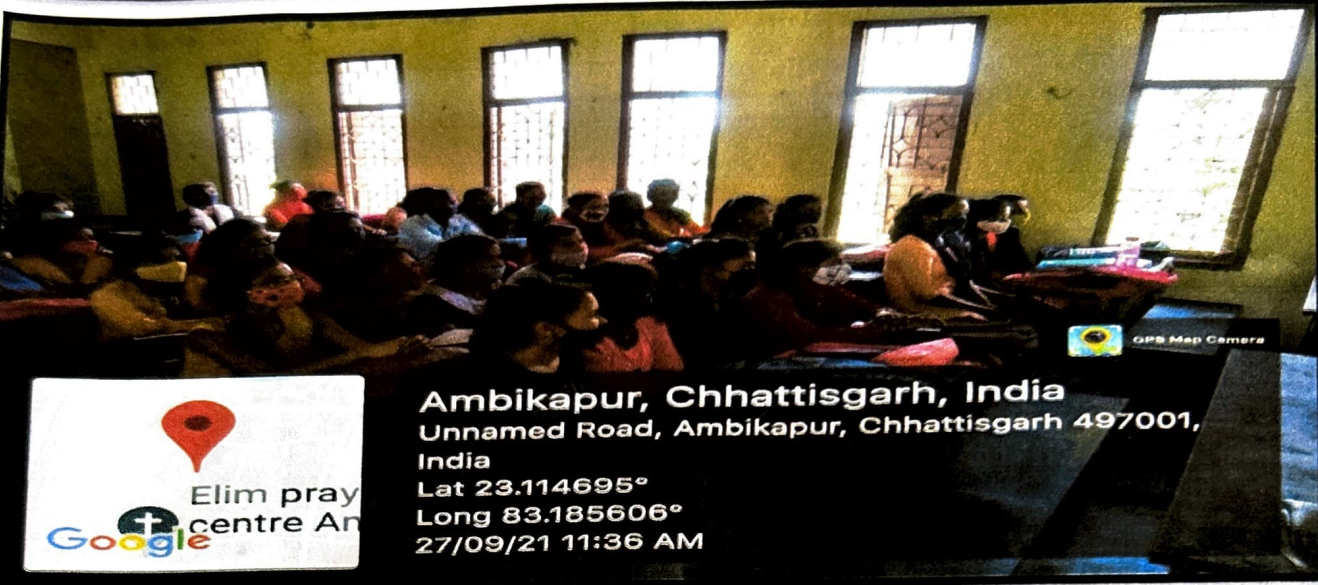 GPS Map Camera
Ambikapur, Chhattisgarh, India
Unnamed Road, Ambikapur, Chhattisgarh 497001,
India
Lat 23.114695°
Long 83.185606°
27/09/21 11:36 AM
Elim pray
centre An
Google